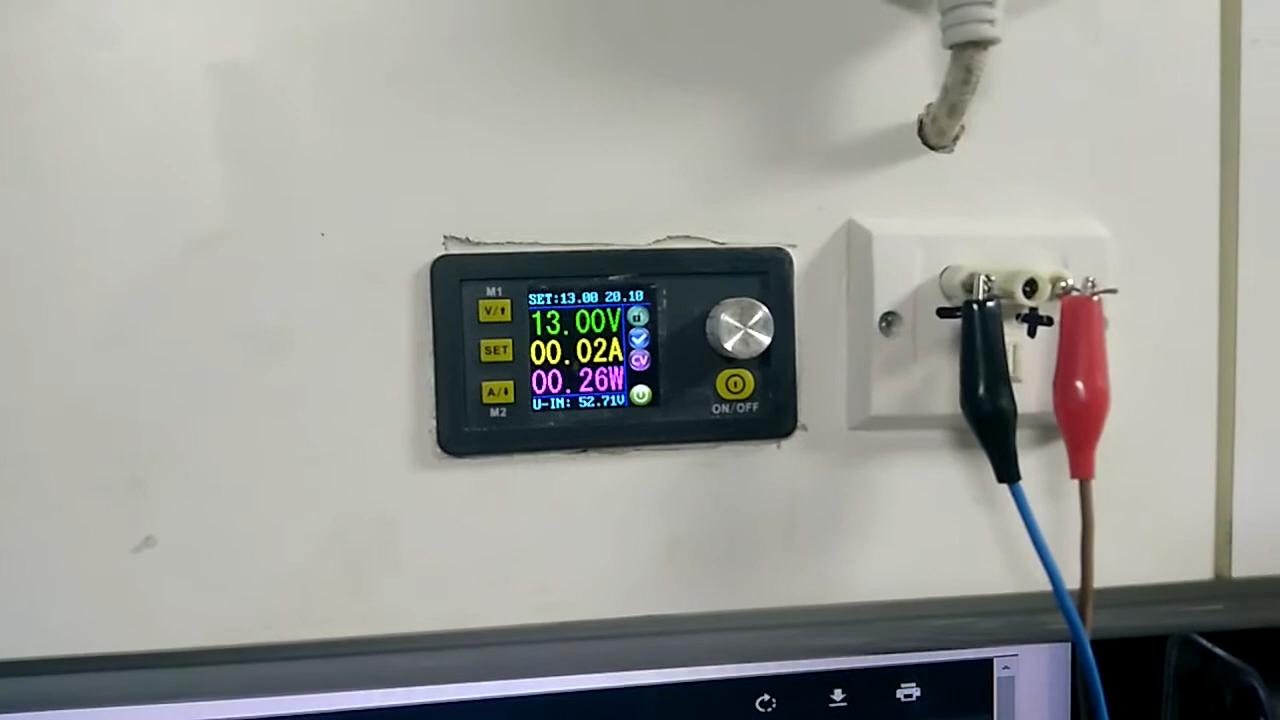 M1
V/⬆
SET
A/⬇
M2
SET:13.00 20.10
13.00V
00.02A
00.26W
U-IN: 52.71V
CV
ON/OFF
- +